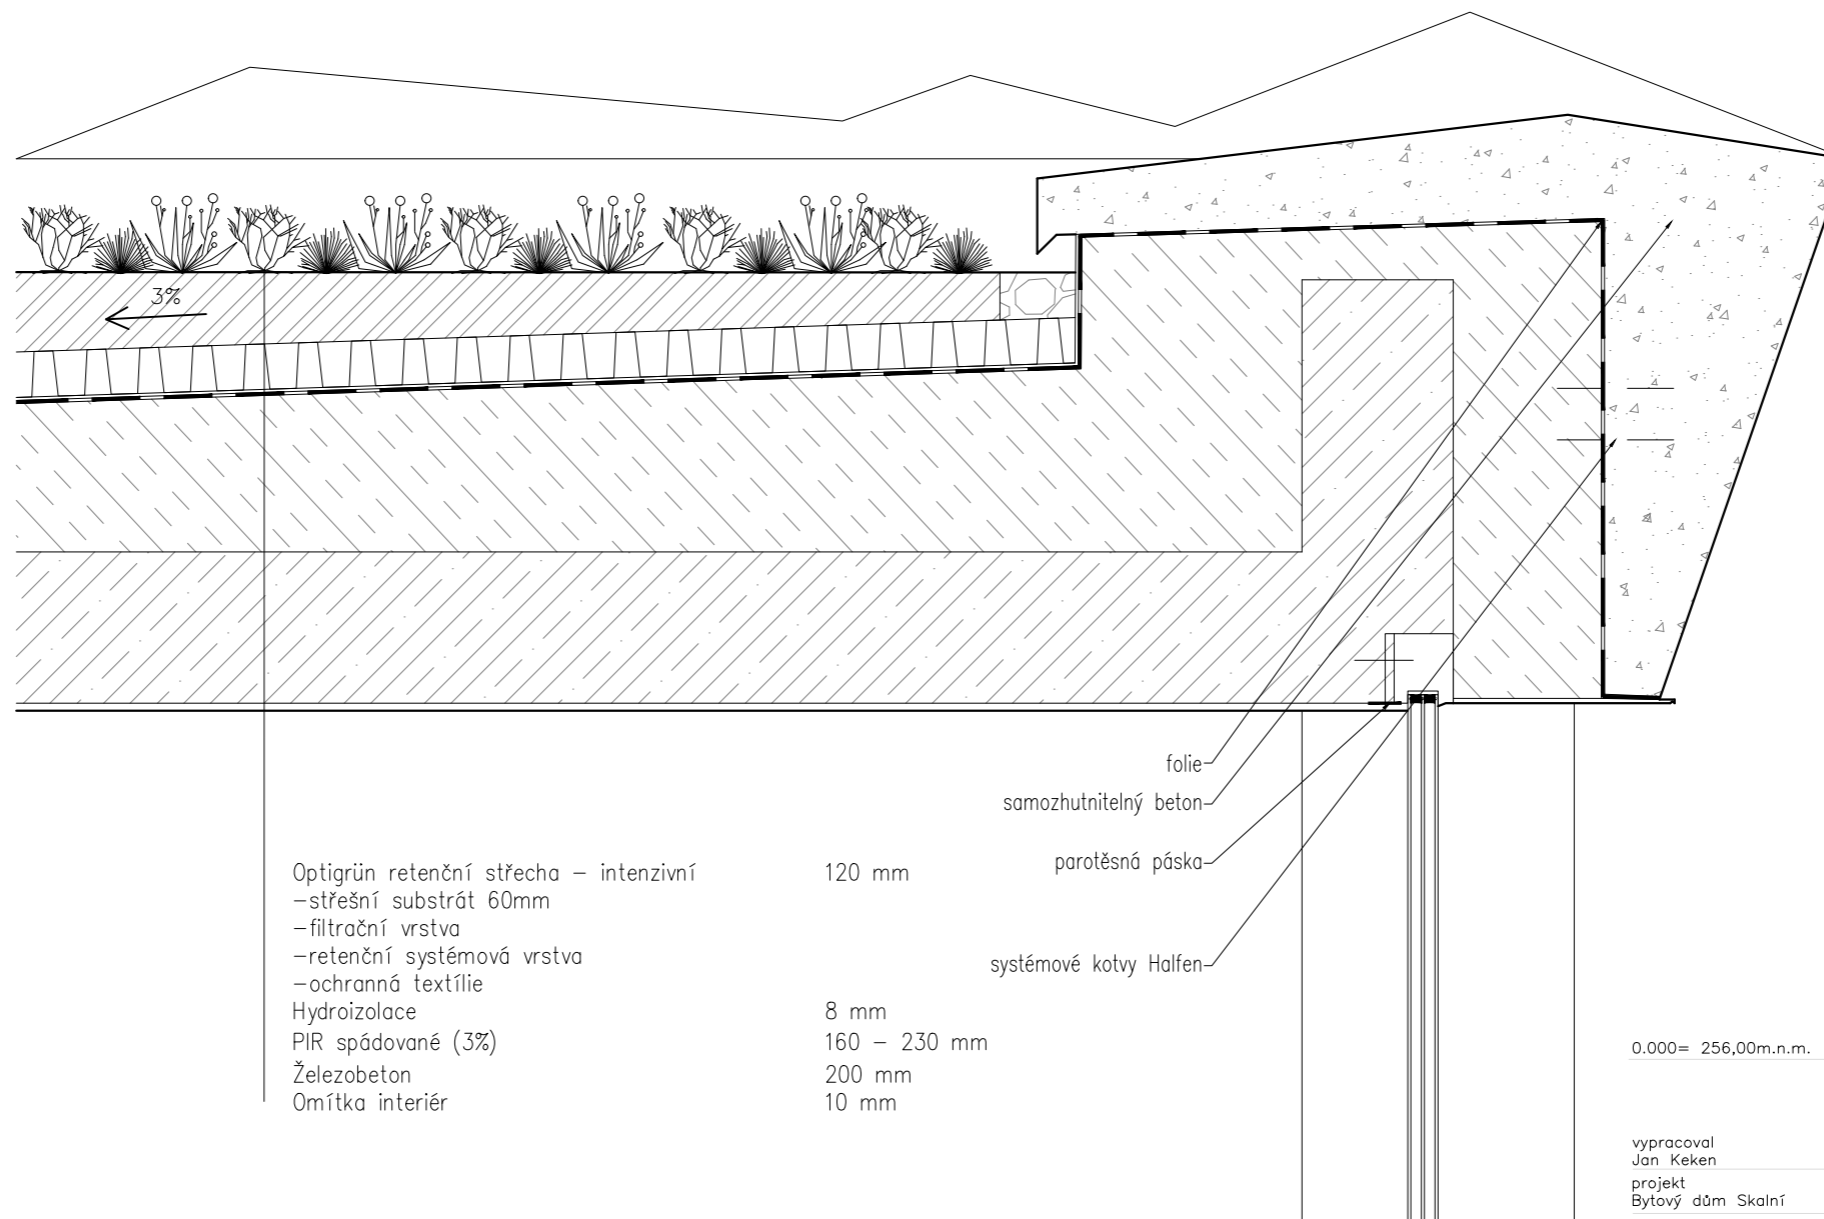 3%
folie
samozhutnitelný beton
parotěsná páska
systémové kotvy Halfen
Optigrün retenční střecha – intenzivní 120 mm
-střešní substrát 60mm
-filtrační vrstva
-retenční systémová vrstva
-ochranná textílie
Hydroizolace 8 mm
PIR spádované (3%) 160 – 230 mm
Železobeton 200 mm
Omítka interiér 10 mm
0.000= 256,00m.n.m.
vypracoval
Jan Keken
projekt
Bytový dům Skalní